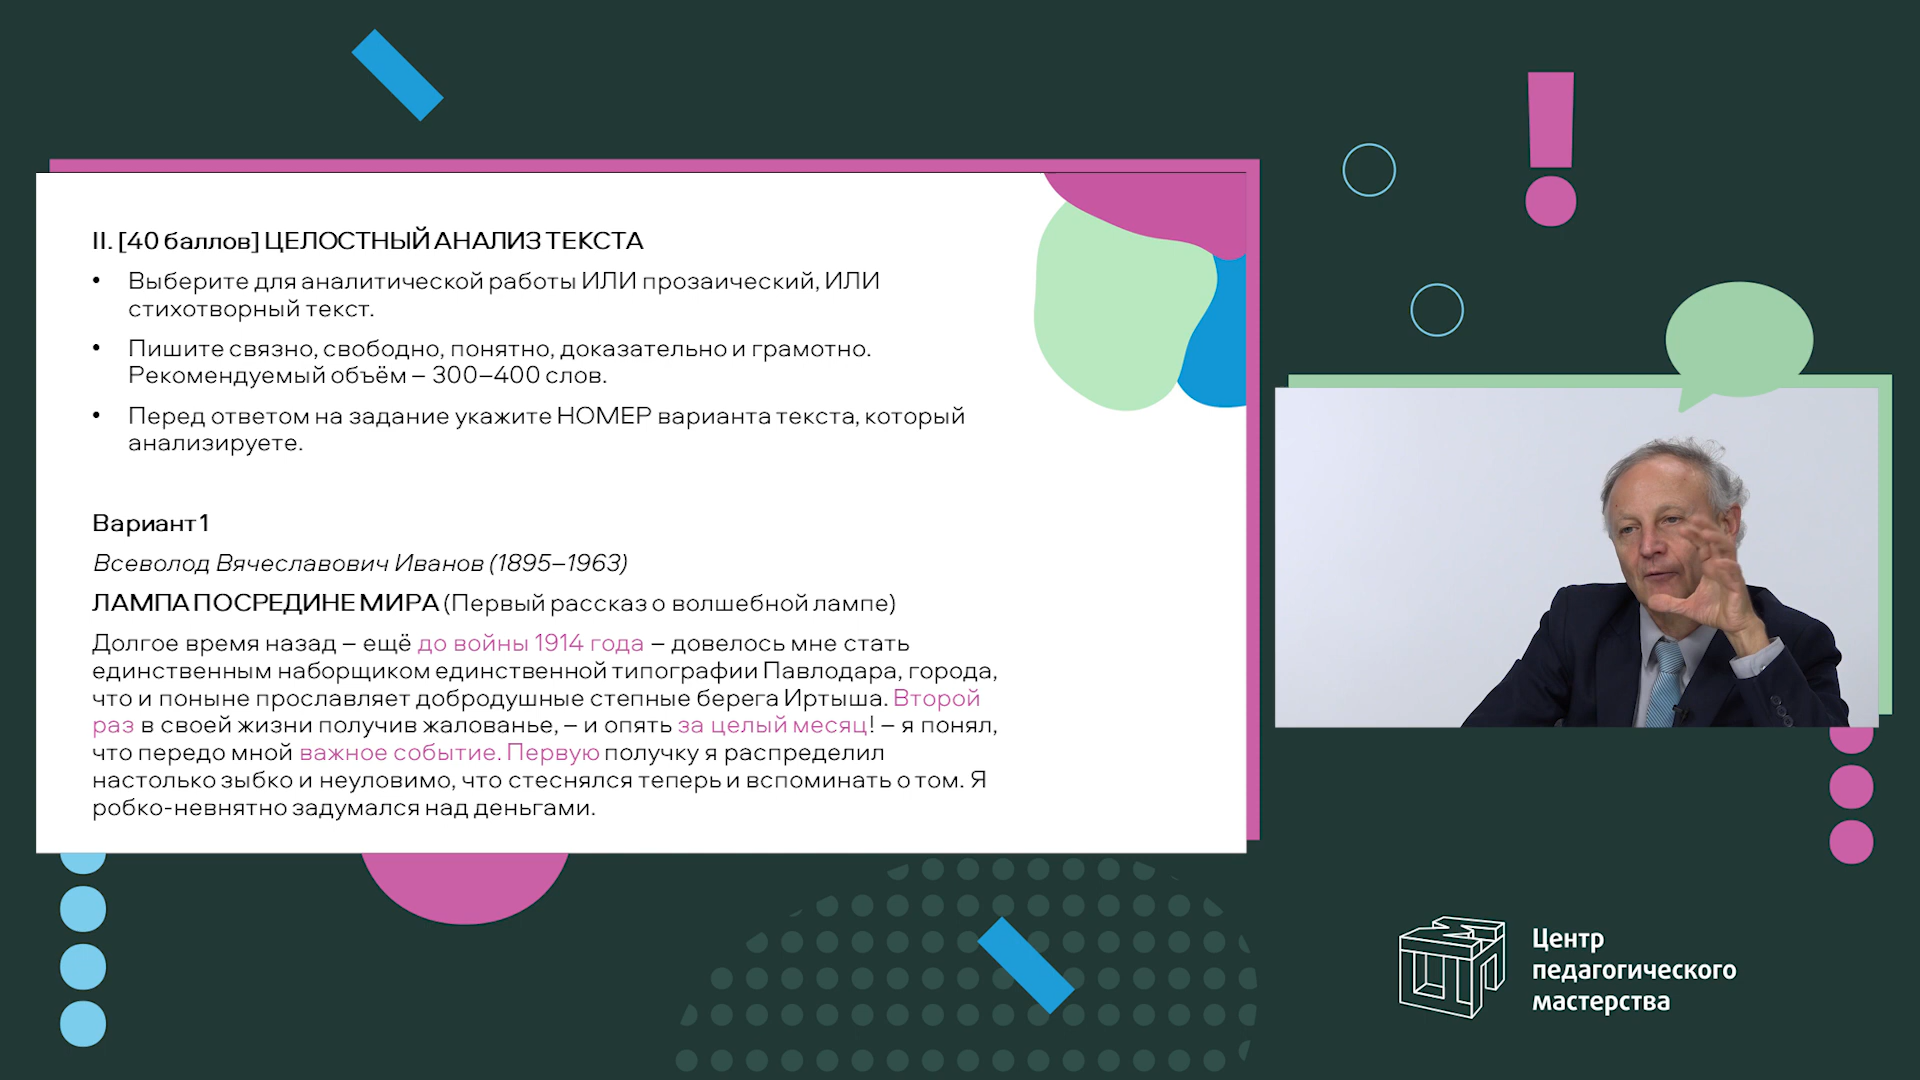 II. [40 баллов] ЦЕЛОСТНЫЙ АНАЛИЗ ТЕКСТА
• Выберите для аналитической работы ИЛИ прозаический, ИЛИ
стихотворный текст.
• Пишите связно, свободно, понятно, доказательно и грамотно.
Рекомендуемый объём – 300–400 слов.
• Перед ответом на задание укажите НОМЕР варианта текста, который
анализируете.
Вариант 1
Всеволод Вячеславович Иванов (1895–1963)
ЛАМПА ПОСРЕДИНЕ МИРА (Первый рассказ о волшебной лампе)
Долгое время назад – ещё до войны 1914 года – довелось мне стать
единственным наборщиком единственной типографии Павлодара, города,
что и поныне прославляет добродушные степные берега Иртыша. Второй
раз в своей жизни получив жалованье, – и опять за целый месяц! – я понял,
что передо мной важное событие. Первую получку я распределил
настолько зыбко и неуловимо, что стеснялся теперь и вспоминать о том. Я
робко-невнятно задумался над деньгами.
Центр
педагогического
мастерства